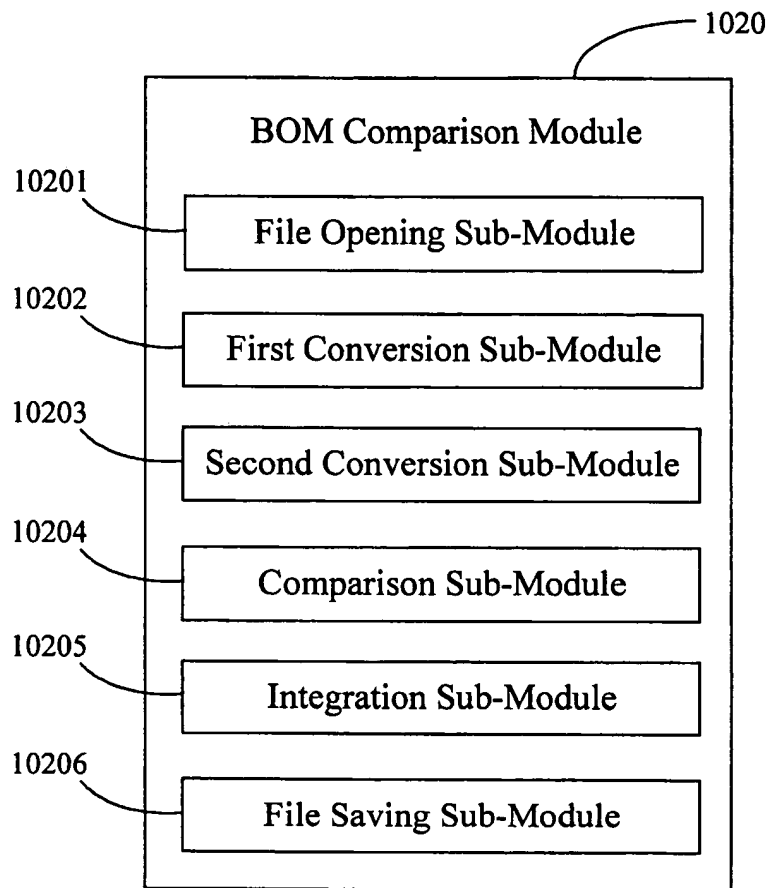 1020
BOM Comparison Module
10201
File Opening Sub-Module
10202
First Conversion Sub-Module
10203
Second Conversion Sub-Module
10204
Comparison Sub-Module
10205
Integration Sub-Module
10206
File Saving Sub-Module